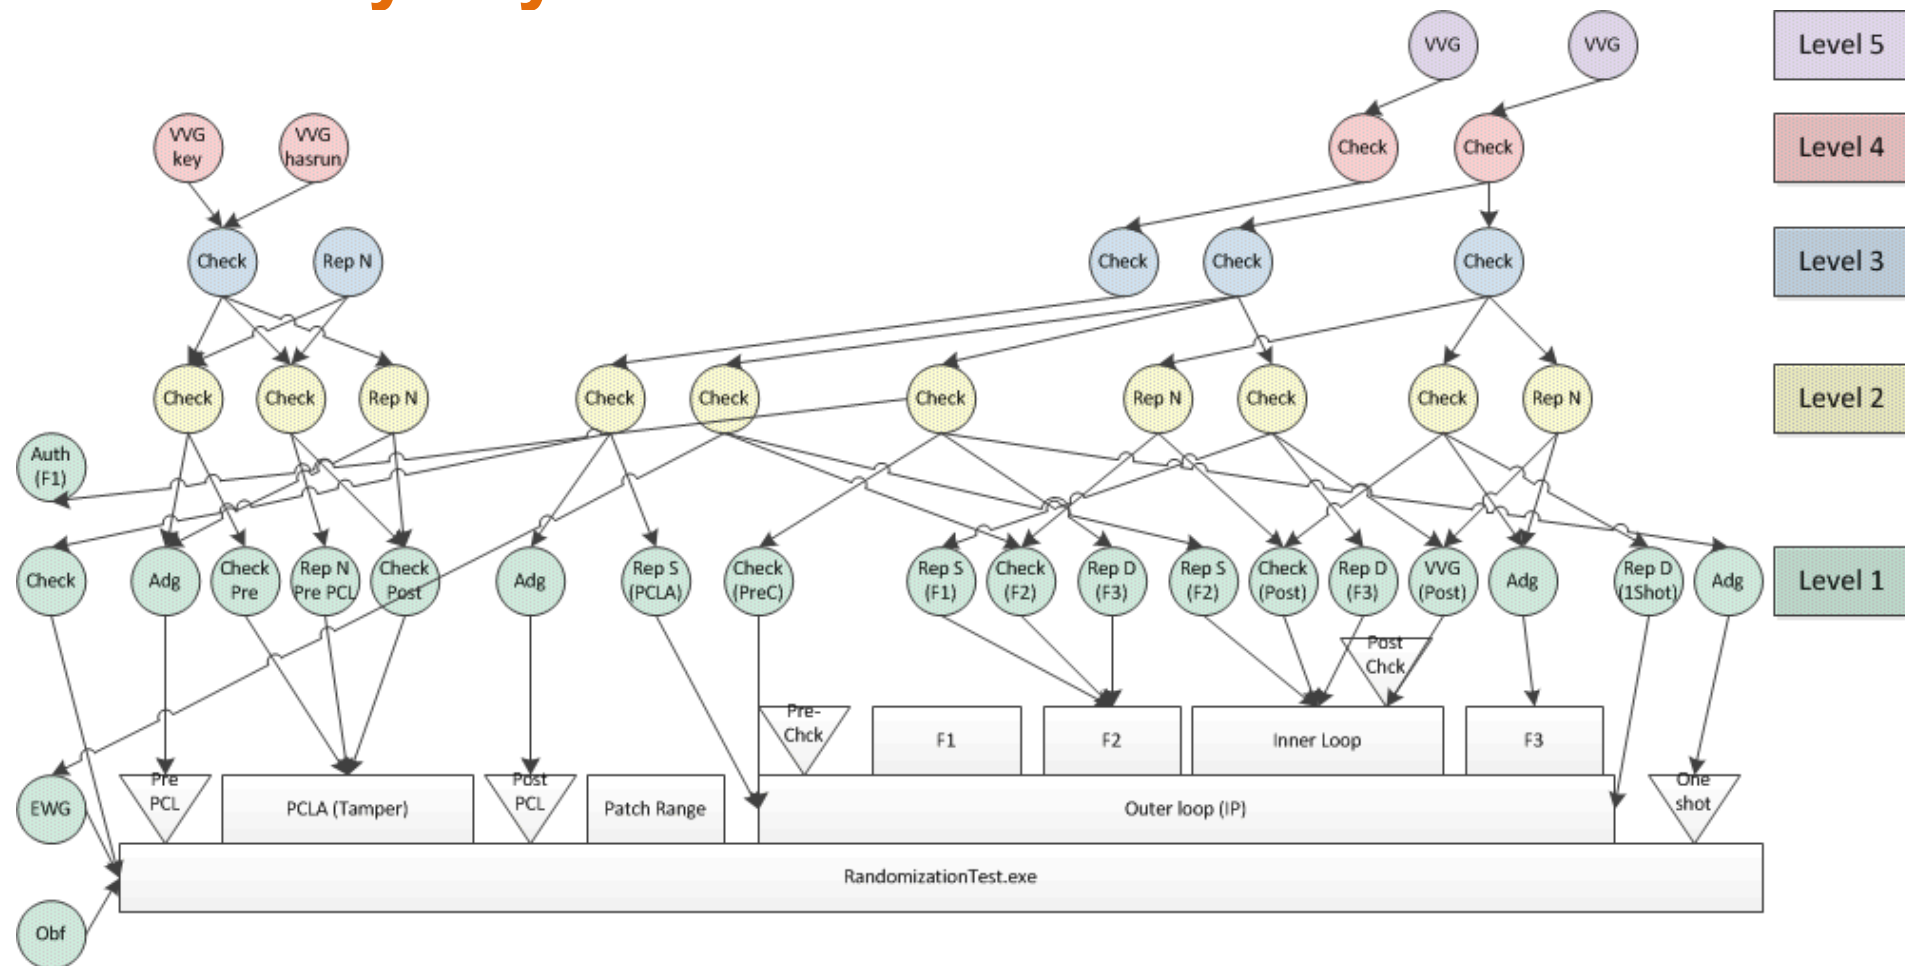 VVG
VVG
Level 5
VVG
key
VVG
hasrun
Check
Check
Level 4
Check
Rep N
Check
Check
Check
Level 3
Check
Check
Rep N
Check
Check
Check
Rep N
Check
Check
Rep N
Level 2
Auth
(F1)
Check
Adg
Check
Pre
Rep N
Pre PCL
Check
Post
Adg
Rep S
(PCLA)
Check
(PreC)
Rep S
(F1)
Check
(F2)
Rep D
(F3)
Rep S
(F2)
Check
(Post)
Rep D
(F3)
VVG
(Post)
Adg
Rep D
(1Shot)
Adg
Level 1
Post
Chck
Pre-
Chck
F1
F2
Inner Loop
F3
EWG
Pre
PCL
PCLA (Tamper)
Post
PCL
Patch Range
Outer loop (IP)
One
shot
RandomizationTest.exe
Obf